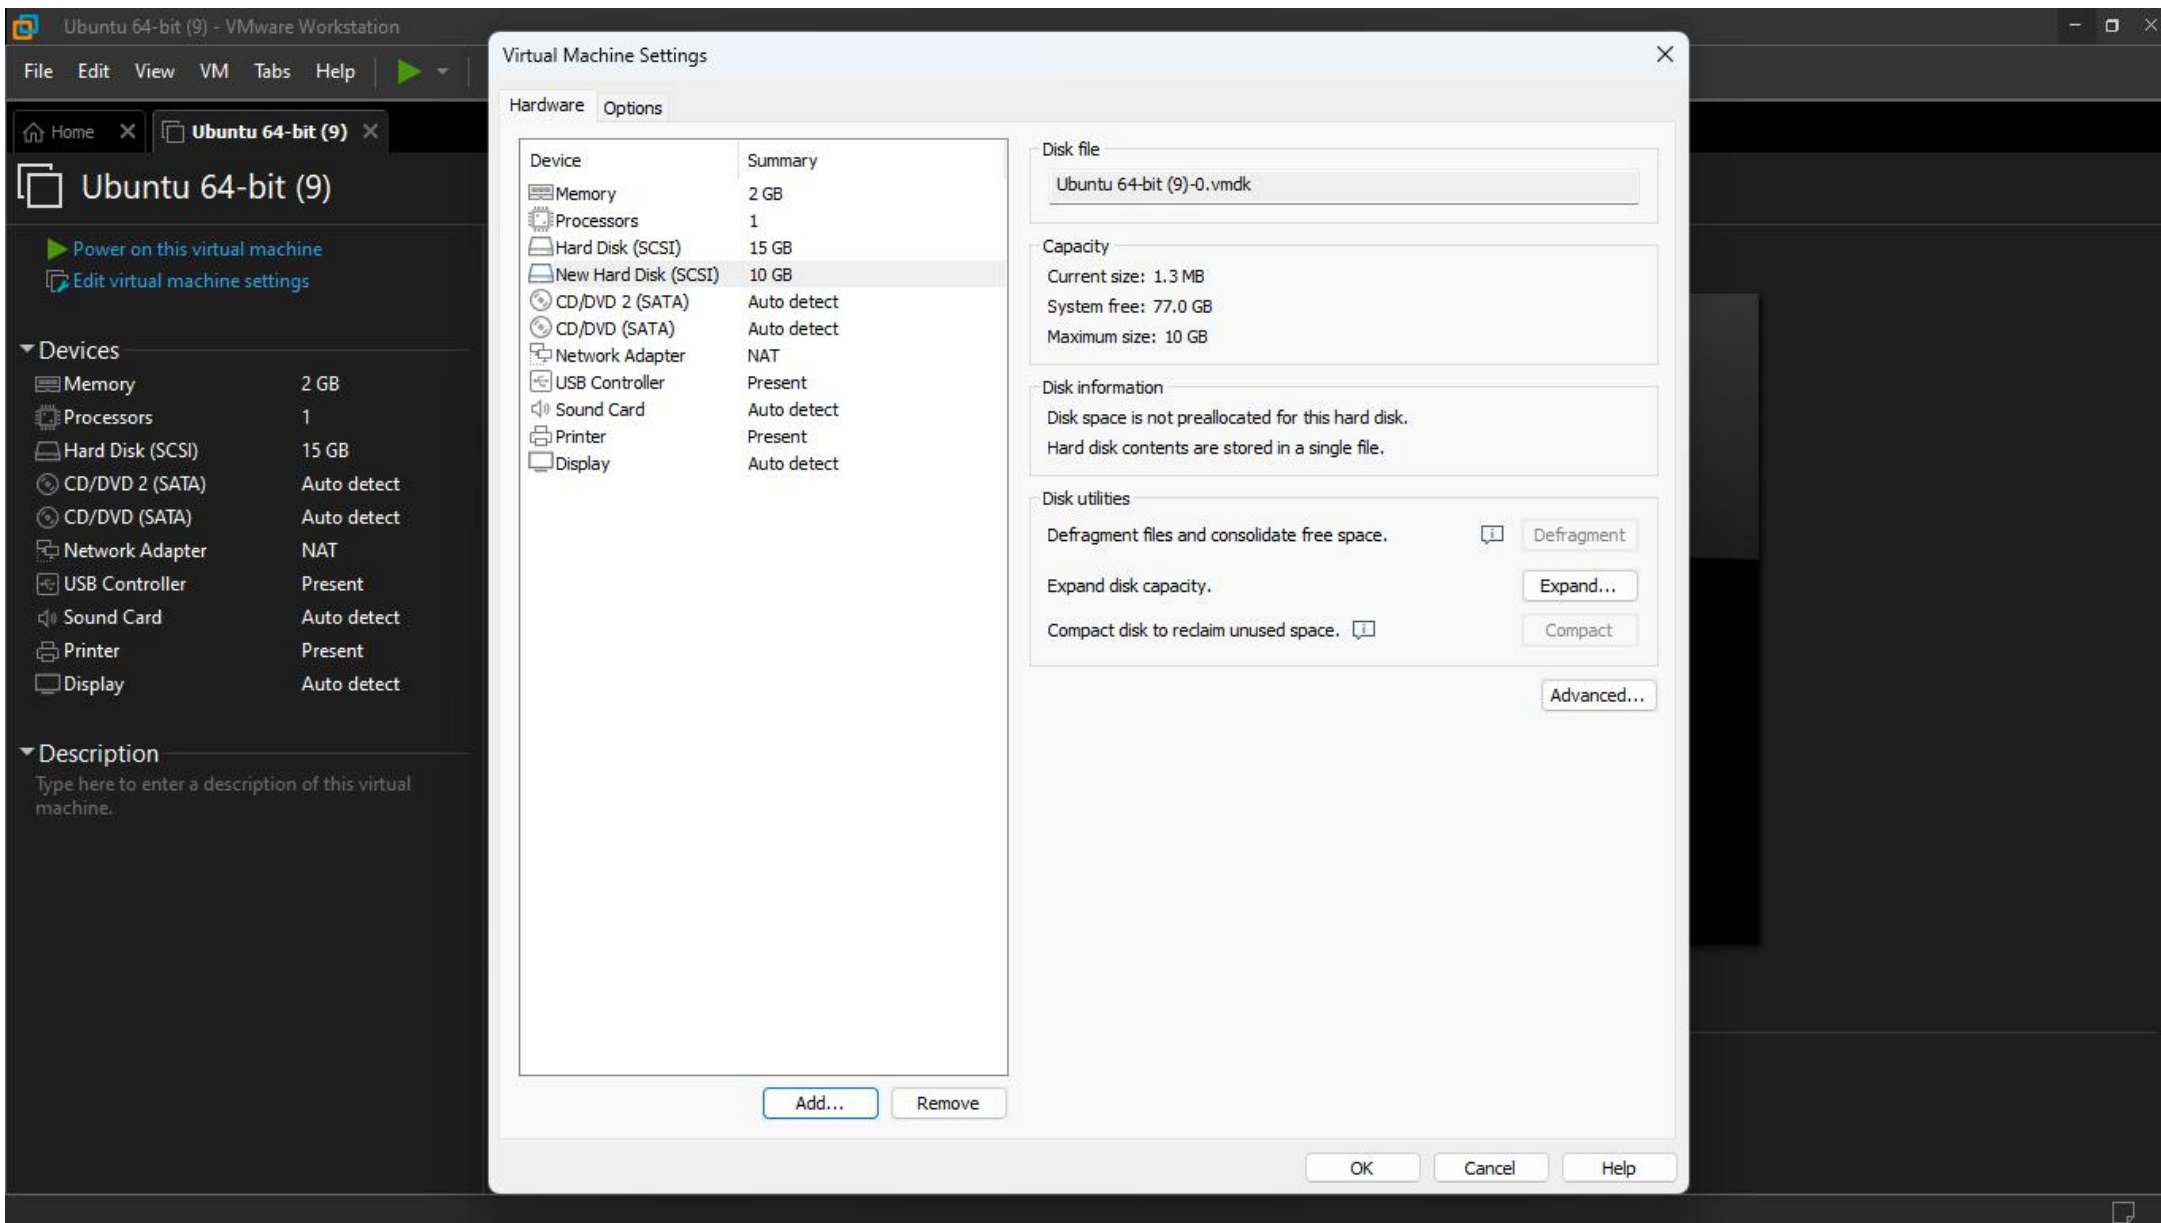 Ubuntu 64-bit (9) - VMware Workstation
File Edit View VM Tabs Help
Home
Ubuntu 64-bit (9)
Ubuntu 64-bit (9)
Power on this virtual machine
Edit virtual machine settings
Devices
Memory 2 GB
Processors 1
Hard Disk (SCSI) 15 GB
CD/DVD 2 (SATA) Auto detect
CD/DVD (SATA) Auto detect
Network Adapter NAT
USB Controller Present
Sound Card Auto detect
Printer Present
Display Auto detect
Description
Type here to enter a description of this virtual
machine.
Virtual Machine Settings
Hardware Options
Device Summary
Memory 2 GB
Processors 1
Hard Disk (SCSI) 15 GB
New Hard Disk (SCSI) 10 GB
CD/DVD 2 (SATA) Auto detect
CD/DVD (SATA) Auto detect
Network Adapter NAT
USB Controller Present
Sound Card Auto detect
Printer Present
Display Auto detect
Add... Remove
Disk file
Ubuntu 64-bit (9)-0.vmdk
Capacity
Current size: 1.3 MB
System free: 77.0 GB
Maximum size: 10 GB
Disk information
Disk space is not preallocated for this hard disk.
Hard disk contents are stored in a single file.
Disk utilities
Defragment files and consolidate free space. Defragment
Expand disk capacity. Expand...
Compact disk to reclaim unused space. Compact
Advanced...
OK Cancel Help